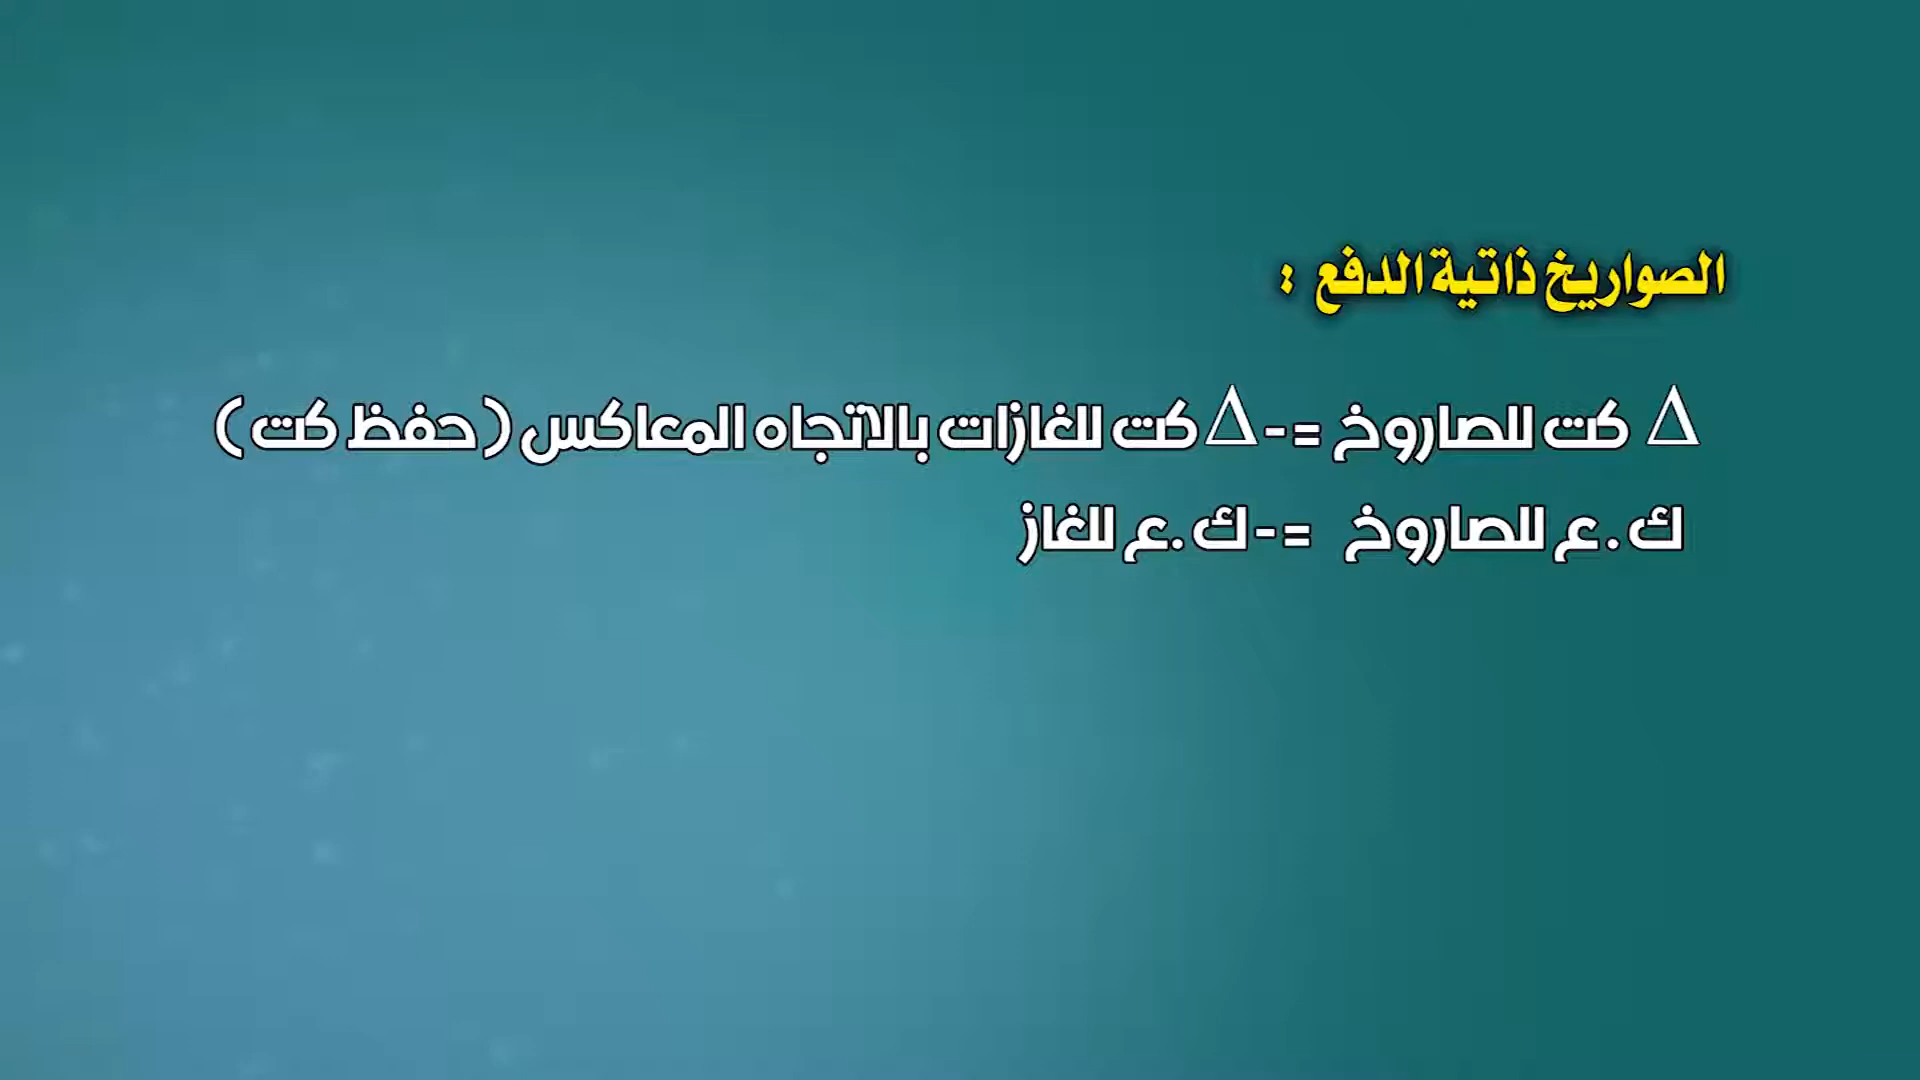 الصواريخ ذاتية الدفع :
Δ كت للصاروخ = - Δ كت للغازات بالاتجاه المعاكس ( حفظ كت )
ك . ع للصاروخ = - ك . ع للغاز